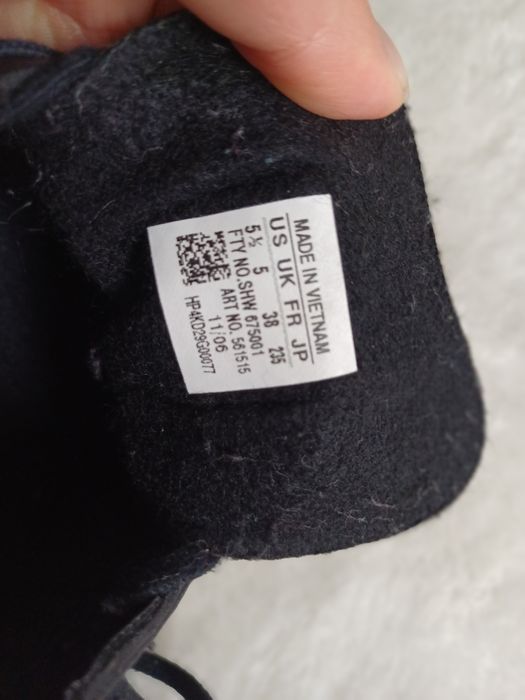 MADE IN VIETNAM
US UK FR JP
5½ 5 38 235
FTY NO.SHW 675001
ART NO. 561515
11/06
HP4KD29G00077